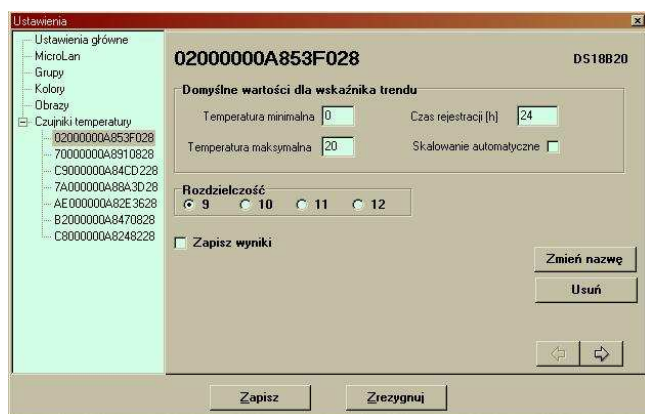 Ustawienia
Ustawienia główne
MicroLan
Grupy
Kolory
Obrazy
Czujniki temperatury
02000000A853F028
70000000A8910828
C9000000A84CD228
7A000000A88A3D28
AE000000A82E3628
B2000000A8470828
C8000000A8248228
02000000A853F028 DS18B20
Domyślne wartości dla wskaźnika trendu
Temperatura minimalna 0 Czas rejestracji [h] 24
Temperatura maksymalna 20 Skalowanie automatyczne
Rozdzielczość
9 10 11 12
Zapisz wyniki
Zmień nazwę
Usuń
Zapisz Zrezygnuj